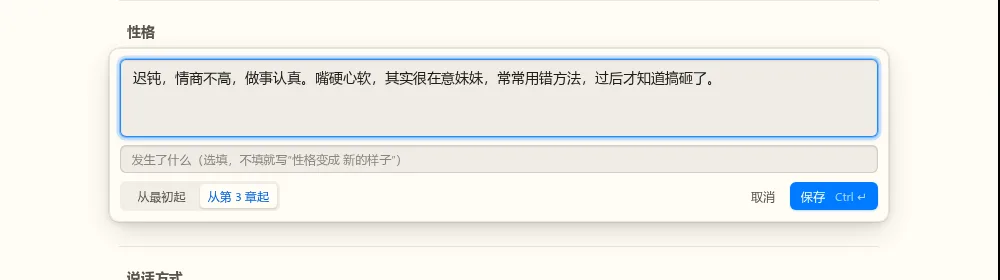 性格
迟钝，情商不高，做事认真。嘴硬心软，其实很在意妹妹，常常用错方法，过后才知道搞砸了。
发生了什么（选填，不填就写“性格变成 新的样子”）
从最初起 从第 3 章起 取消 保存 Ctrl ↵
说话方式